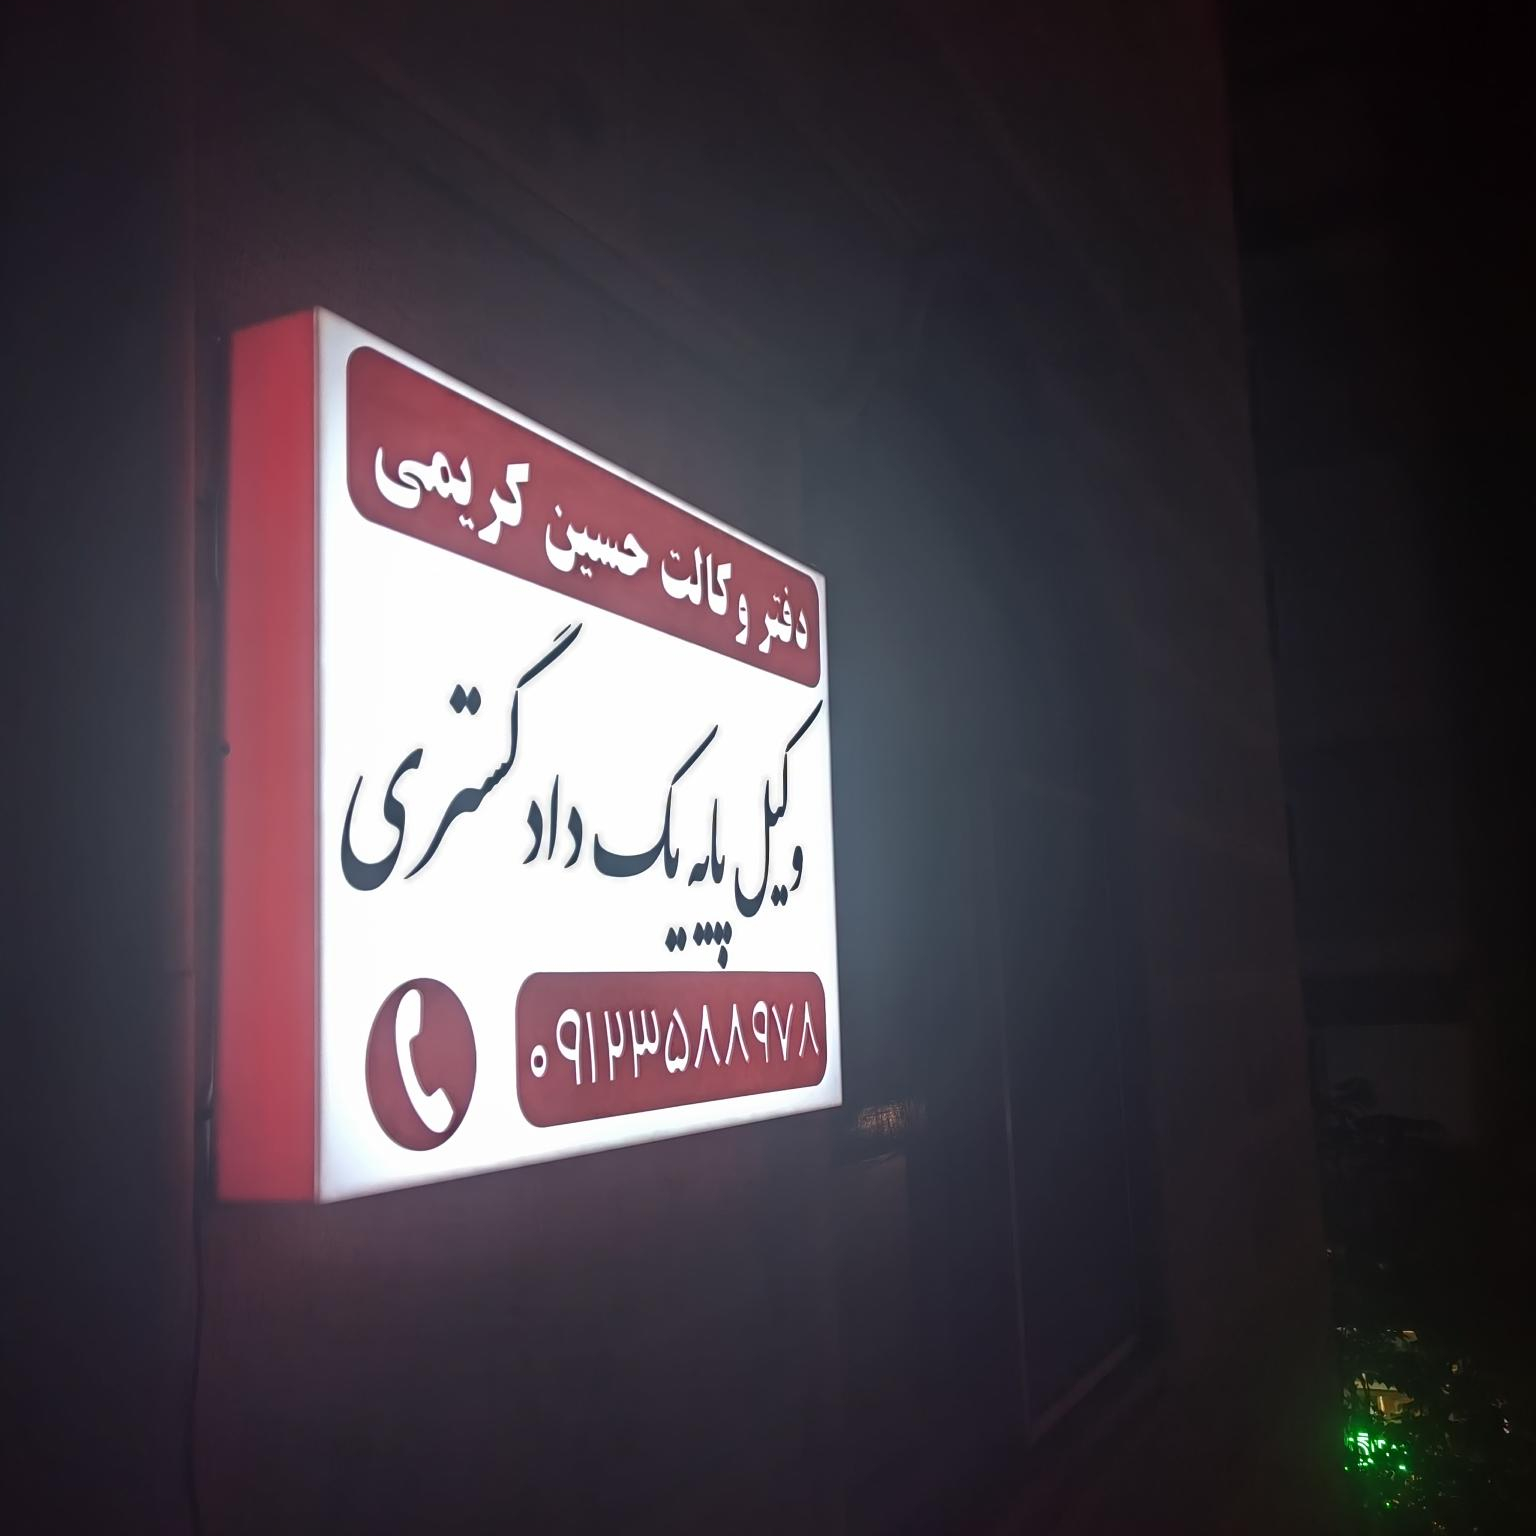 دفتر وکالت حسین کریمی
وکیل پایه یک دادگستری
۰۹۱۲۳۵۸۸۹۷۸